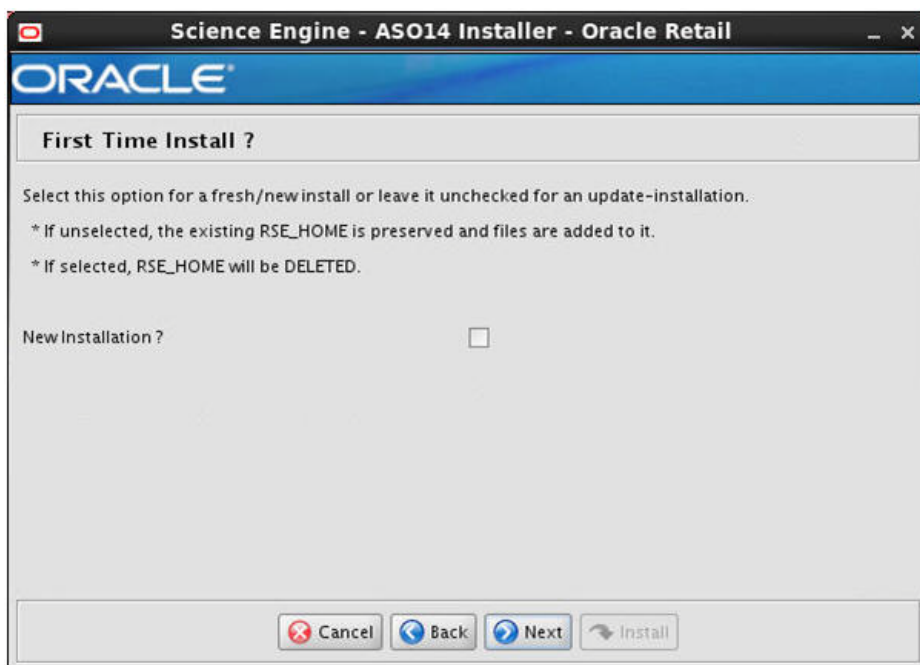 Science Engine - ASO14 Installer - Oracle Retail
ORACLE
First Time Install ?
Select this option for a fresh/new install or leave it unchecked for an update-installation.
* If unselected, the existing RSE_HOME is preserved and files are added to it.
* If selected, RSE_HOME will be DELETED.
New Installation ?
Cancel Back Next Install